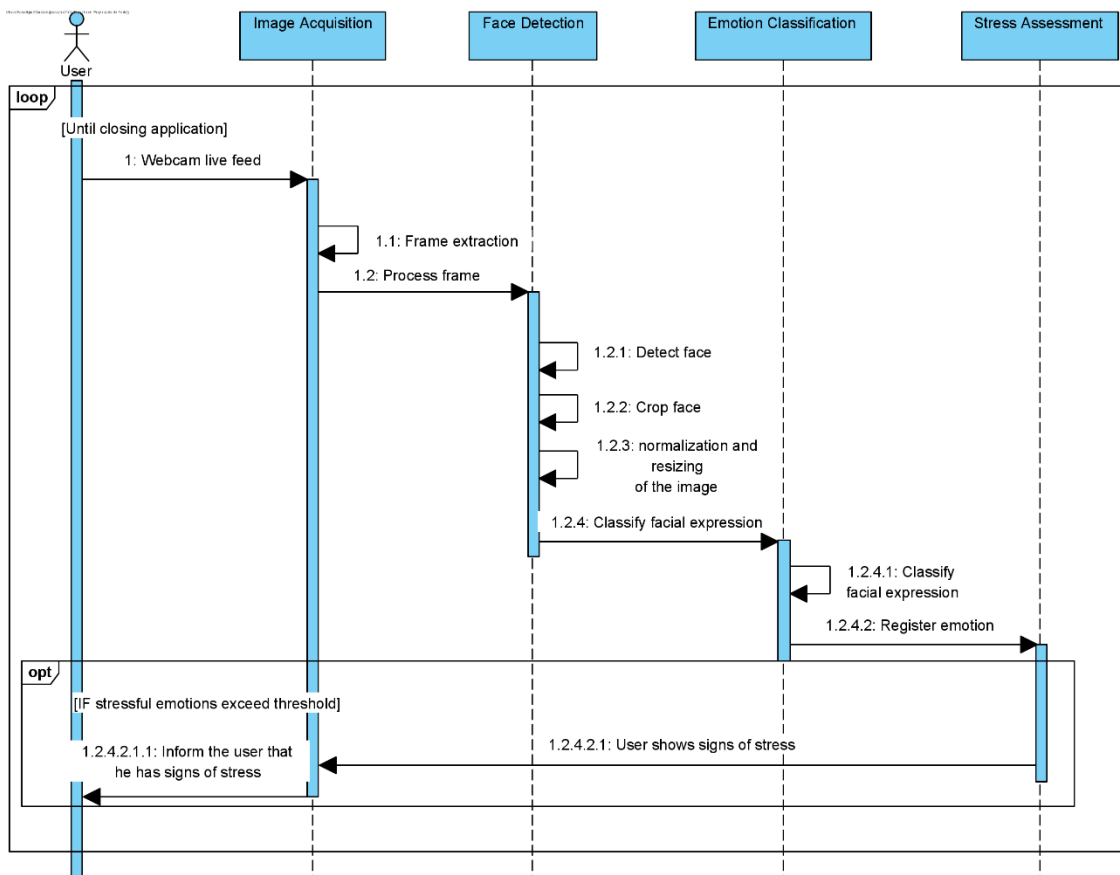 Image Acquisition
Face Detection
Emotion Classification
Stress Assessment
User
loop
[Until closing application]
1: Webcam live feed
1.1: Frame extraction
1.2: Process frame
1.2.1: Detect face
1.2.2: Crop face
1.2.3: normalization and
resizing
of the image
1.2.4: Classify facial expression
1.2.4.1: Classify
facial expression
1.2.4.2: Register emotion
opt
[IF stressful emotions exceed threshold]
1.2.4.2.1: User shows signs of stress
1.2.4.2.1.1: Inform the user that
he has signs of stress